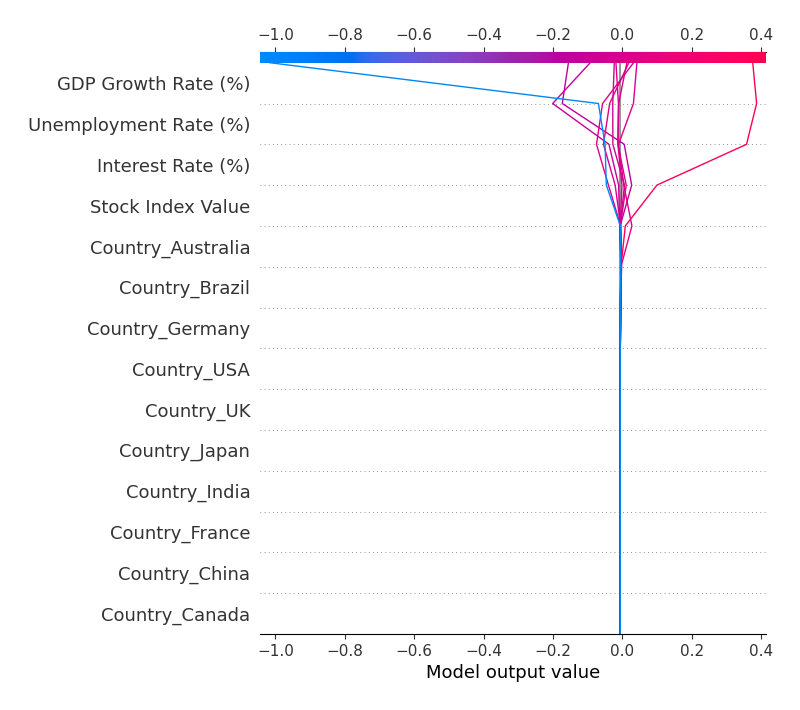 −1.0 −0.8 −0.6 −0.4 −0.2 0.0 0.2 0.4
GDP Growth Rate (%)
Unemployment Rate (%)
Interest Rate (%)
Stock Index Value
Country_Australia
Country_Brazil
Country_Germany
Country_USA
Country_UK
Country_Japan
Country_India
Country_France
Country_China
Country_Canada
−1.0 −0.8 −0.6 −0.4 −0.2 0.0 0.2 0.4
Model output value